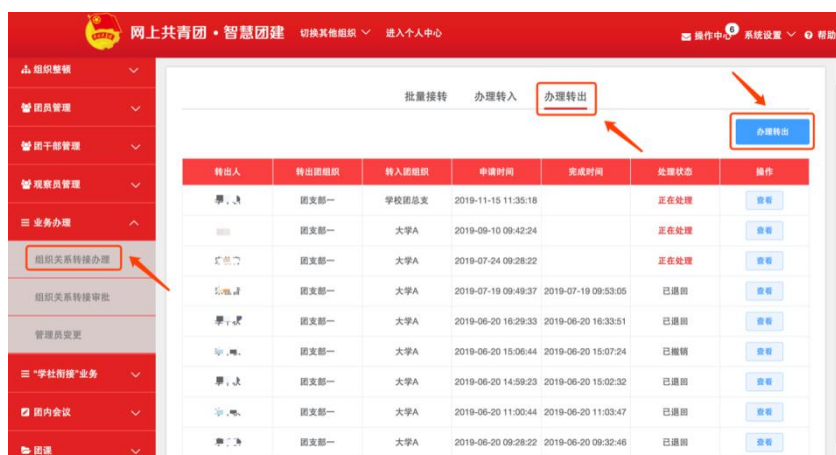 网上共青团·智慧团建 切换其他组织 进入个人中心 操作中心 6 系统设置 帮助
组织整顿
团员管理
团干部管理
观察员管理
业务办理
组织关系转接办理
组织关系转接审批
管理员变更
"学社衔接"业务
团内会议
团课
批量接转 办理转入 办理转出
办理转出
转出人 转出团组织 转入团组织 申请时间 完成时间 处理状态 操作
团支部一 学校团总支 2019-11-15 11:35:18 正在处理 查看
团支部一 大学A 2019-09-10 09:42:24 正在处理 查看
团支部一 大学A 2019-07-24 09:28:22 正在处理 查看
团支部一 大学A 2019-07-19 09:49:37 2019-07-19 09:53:05 已退回 查看
团支部一 大学A 2019-06-20 16:29:33 2019-06-20 16:33:51 已退回 查看
团支部一 大学A 2019-06-20 15:06:44 2019-06-20 15:07:24 已撤销 查看
团支部一 大学A 2019-06-20 14:59:23 2019-06-20 15:02:32 已退回 查看
团支部一 大学A 2019-06-20 11:00:44 2019-06-20 11:03:47 已退回 查看
团支部一 大学A 2019-06-20 09:28:22 2019-06-20 09:32:46 已退回 查看